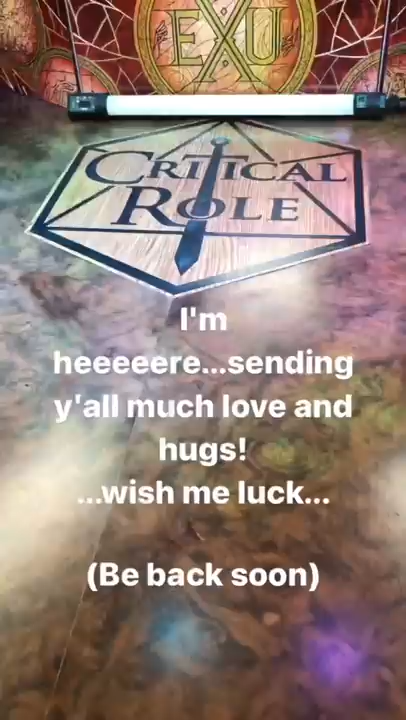 EXU
CRITICAL
ROLE
I'm
heeeeere...sending
y'all much love and
hugs!
...wish me luck...
(Be back soon)